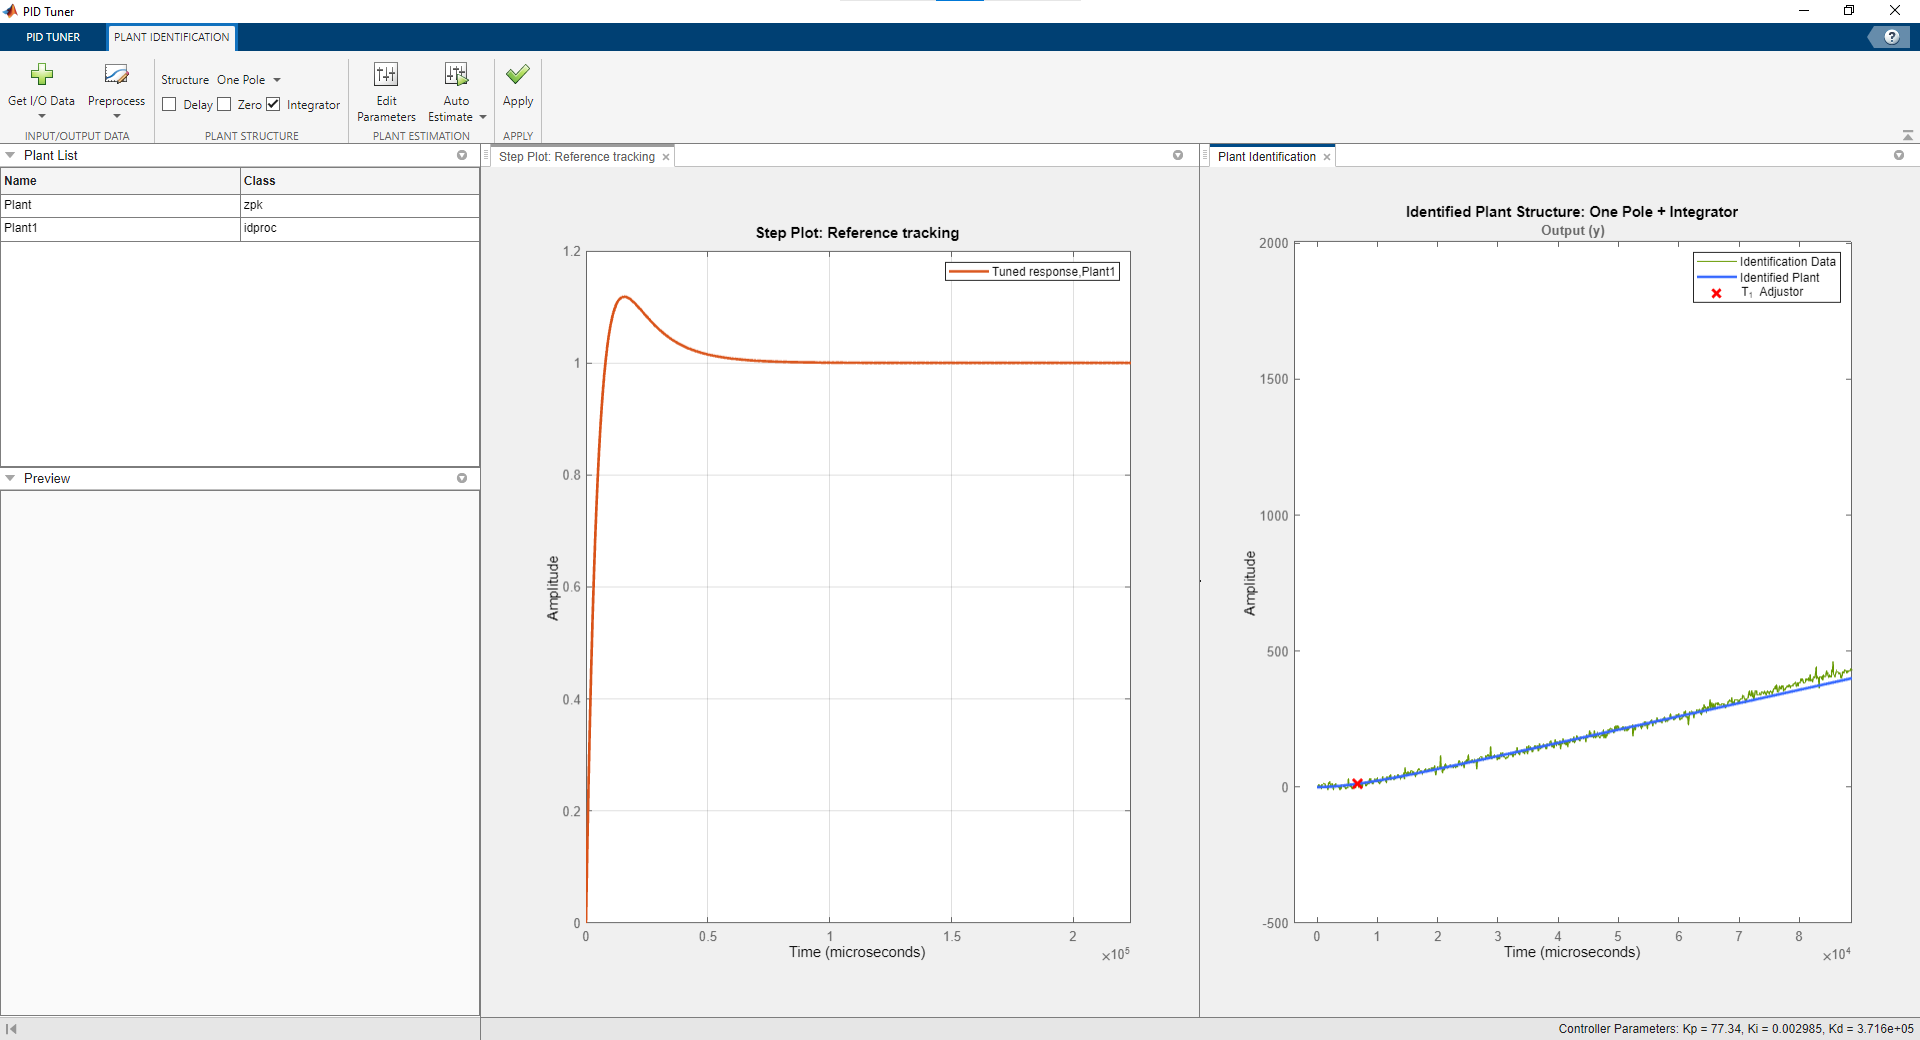 PID Tuner
PID TUNER
PLANT IDENTIFICATION
?
Get I/O Data
Preprocess
INPUT/OUTPUT DATA
Structure One Pole
Delay Zero Integrator
PLANT STRUCTURE
Edit
Parameters
Auto
Estimate
PLANT ESTIMATION
Apply
APPLY
Plant List
Name Class
Plant zpk
Plant1 idproc
Preview
Step Plot: Reference tracking
Step Plot: Reference tracking
Tuned response,Plant1
1.2
1
0.8
0.6
0.4
0.2
0
Amplitude
0 0.5 1 1.5 2
Time (microseconds)
×10⁵
Plant Identification
Identified Plant Structure: One Pole + Integrator
Output (y)
Identification Data
Identified Plant
T₁ Adjustor
2000
1500
1000
500
0
-500
Amplitude
0 1 2 3 4 5 6 7 8
Time (microseconds)
×10⁴
Controller Parameters: Kp = 77.34, Ki = 0.002985, Kd = 3.716e+05